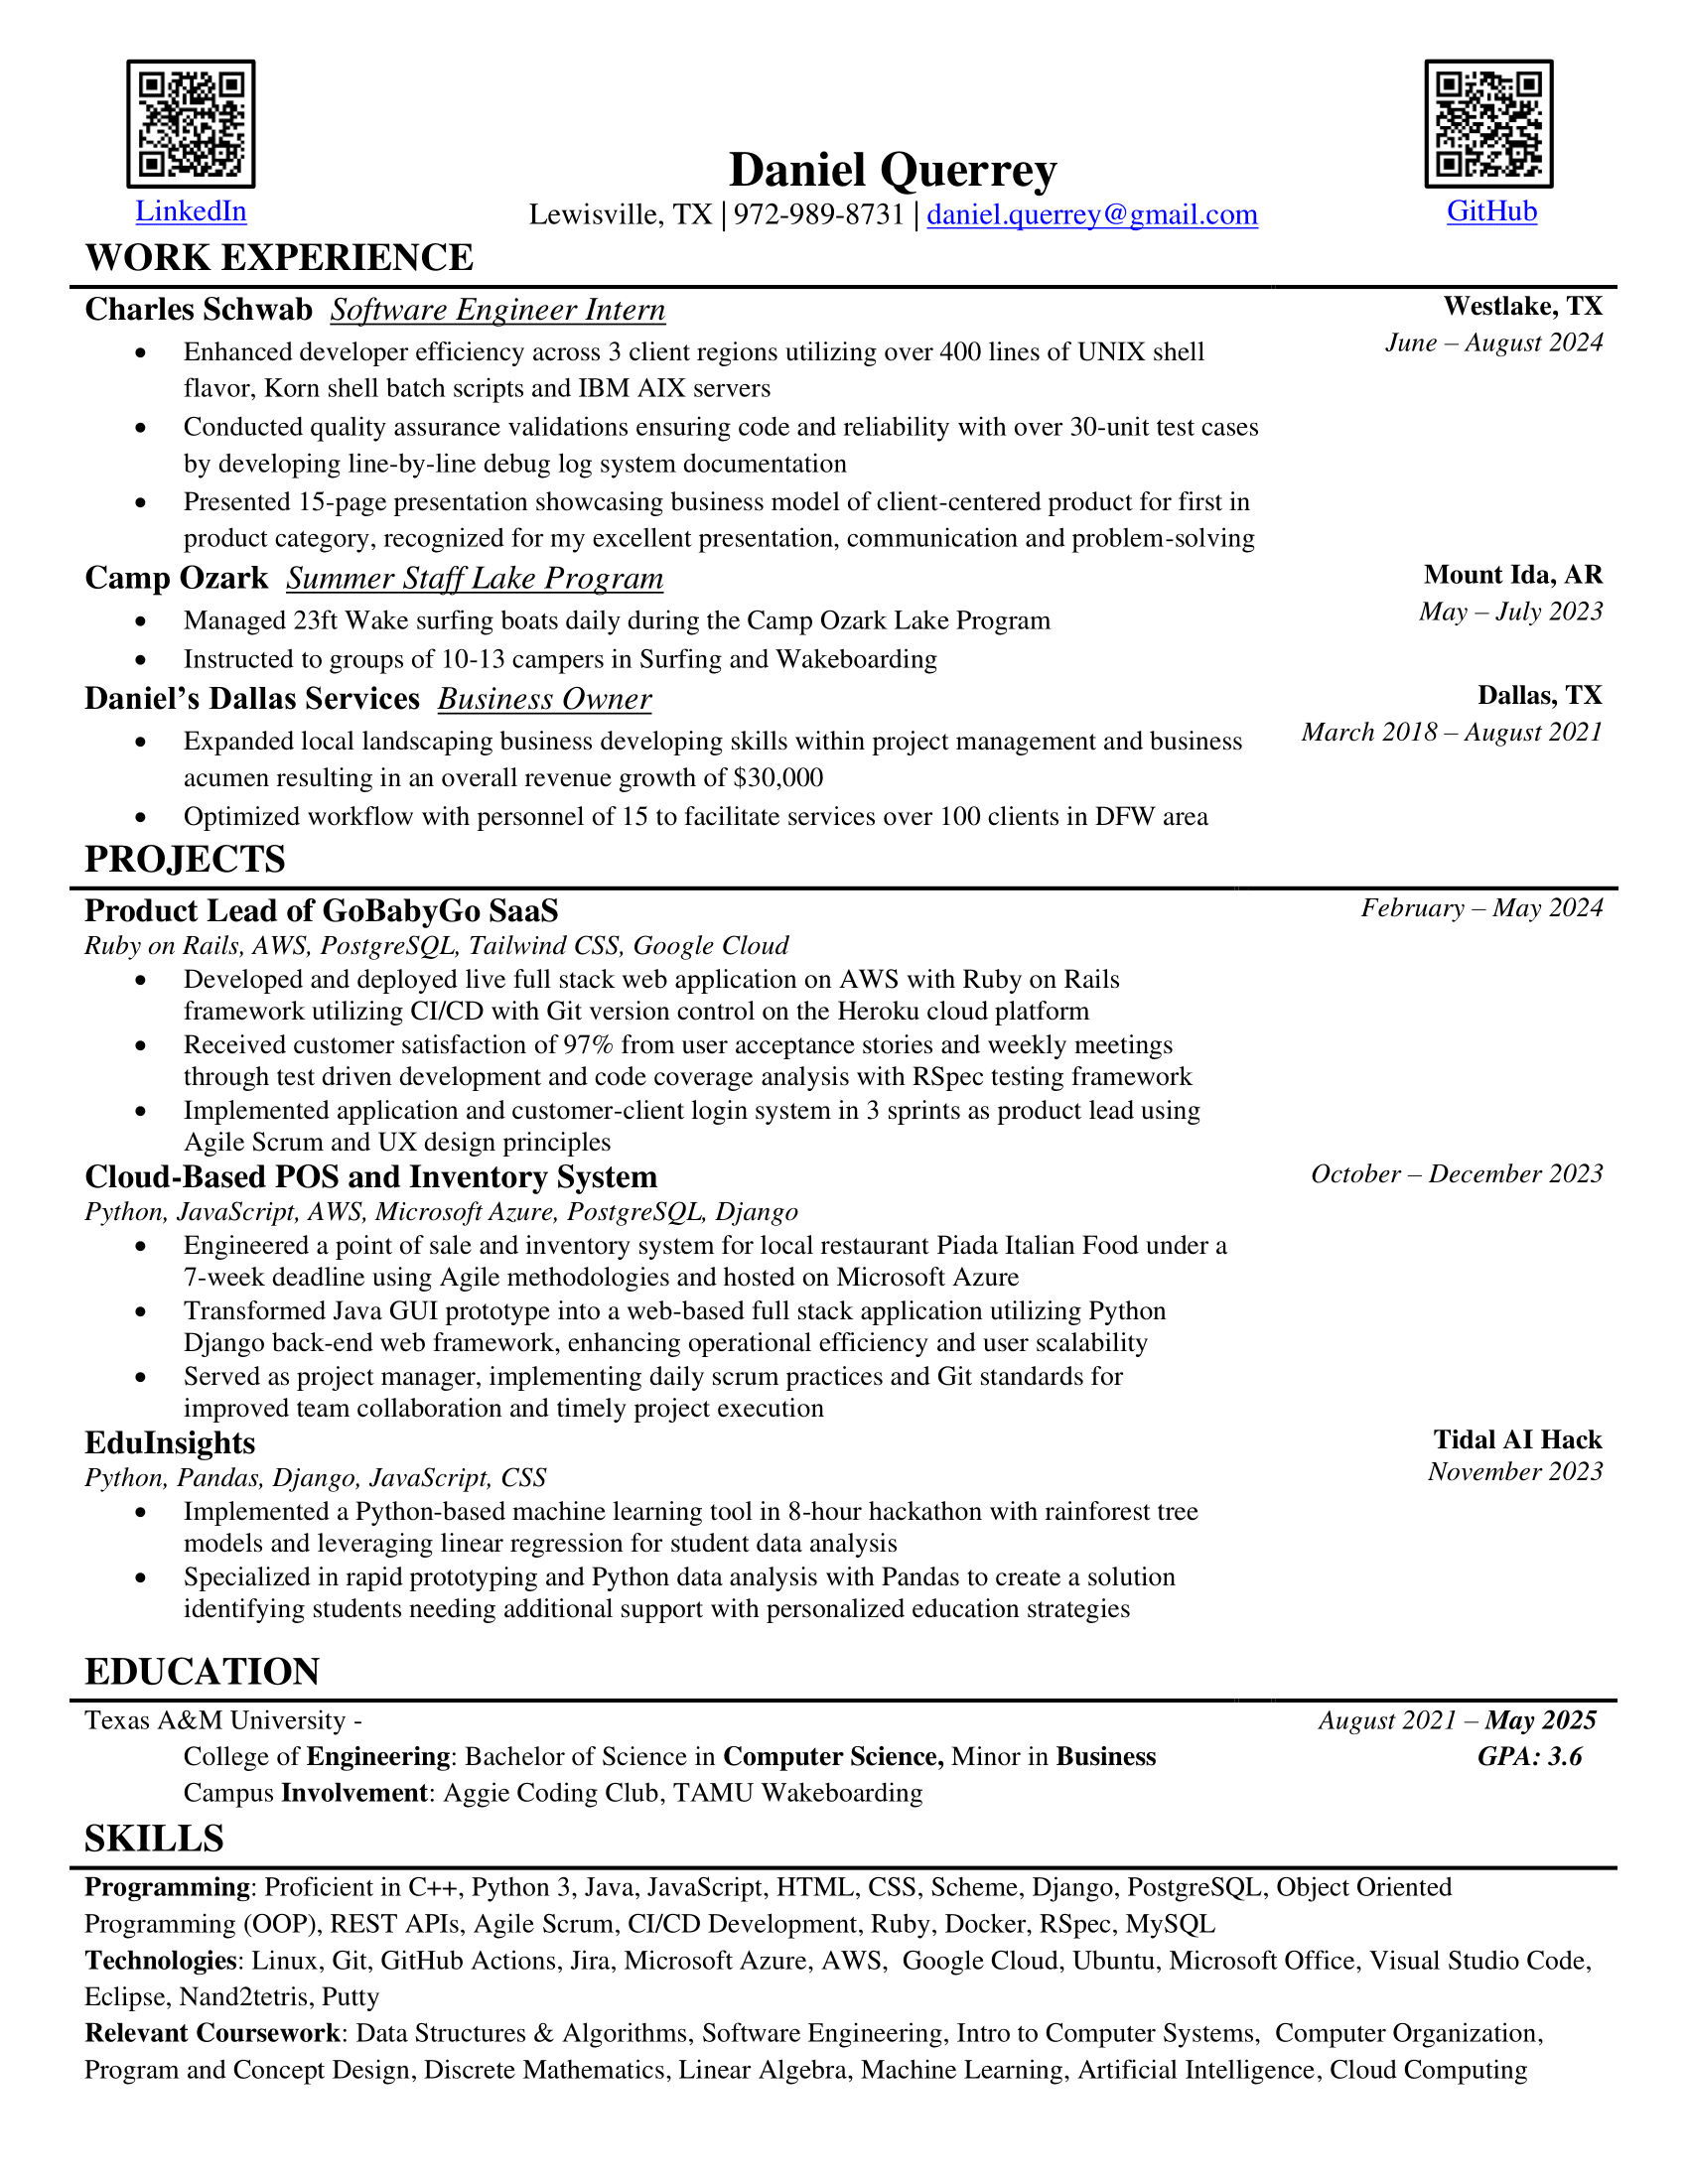 Daniel Querrey
LinkedIn
Lewisville, TX | 972-989-8731 | daniel.querrey@gmail.com
GitHub
WORK EXPERIENCE
Charles Schwab Software Engineer Intern
Westlake, TX
June – August 2024
• Enhanced developer efficiency across 3 client regions utilizing over 400 lines of UNIX shell
flavor, Korn shell batch scripts and IBM AIX servers
• Conducted quality assurance validations ensuring code and reliability with over 30-unit test cases
by developing line-by-line debug log system documentation
• Presented 15-page presentation showcasing business model of client-centered product for first in
product category, recognized for my excellent presentation, communication and problem-solving
Camp Ozark Summer Staff Lake Program
Mount Ida, AR
May – July 2023
• Managed 23ft Wake surfing boats daily during the Camp Ozark Lake Program
• Instructed to groups of 10-13 campers in Surfing and Wakeboarding
Daniel’s Dallas Services Business Owner
Dallas, TX
March 2018 – August 2021
• Expanded local landscaping business developing skills within project management and business
acumen resulting in an overall revenue growth of $30,000
• Optimized workflow with personnel of 15 to facilitate services over 100 clients in DFW area
PROJECTS
Product Lead of GoBabyGo SaaS
February – May 2024
Ruby on Rails, AWS, PostgreSQL, Tailwind CSS, Google Cloud
• Developed and deployed live full stack web application on AWS with Ruby on Rails
framework utilizing CI/CD with Git version control on the Heroku cloud platform
• Received customer satisfaction of 97% from user acceptance stories and weekly meetings
through test driven development and code coverage analysis with RSpec testing framework
• Implemented application and customer-client login system in 3 sprints as product lead using
Agile Scrum and UX design principles
Cloud-Based POS and Inventory System
October – December 2023
Python, JavaScript, AWS, Microsoft Azure, PostgreSQL, Django
• Engineered a point of sale and inventory system for local restaurant Piada Italian Food under a
7-week deadline using Agile methodologies and hosted on Microsoft Azure
• Transformed Java GUI prototype into a web-based full stack application utilizing Python
Django back-end web framework, enhancing operational efficiency and user scalability
• Served as project manager, implementing daily scrum practices and Git standards for
improved team collaboration and timely project execution
EduInsights
Tidal AI Hack
November 2023
Python, Pandas, Django, JavaScript, CSS
• Implemented a Python-based machine learning tool in 8-hour hackathon with rainforest tree
models and leveraging linear regression for student data analysis
• Specialized in rapid prototyping and Python data analysis with Pandas to create a solution
identifying students needing additional support with personalized education strategies
EDUCATION
Texas A&M University -
August 2021 – May 2025
College of Engineering: Bachelor of Science in Computer Science, Minor in Business
GPA: 3.6
Campus Involvement: Aggie Coding Club, TAMU Wakeboarding
SKILLS
Programming: Proficient in C++, Python 3, Java, JavaScript, HTML, CSS, Scheme, Django, PostgreSQL, Object Oriented
Programming (OOP), REST APIs, Agile Scrum, CI/CD Development, Ruby, Docker, RSpec, MySQL
Technologies: Linux, Git, GitHub Actions, Jira, Microsoft Azure, AWS, Google Cloud, Ubuntu, Microsoft Office, Visual Studio Code,
Eclipse, Nand2tetris, Putty
Relevant Coursework: Data Structures & Algorithms, Software Engineering, Intro to Computer Systems, Computer Organization,
Program and Concept Design, Discrete Mathematics, Linear Algebra, Machine Learning, Artificial Intelligence, Cloud Computing